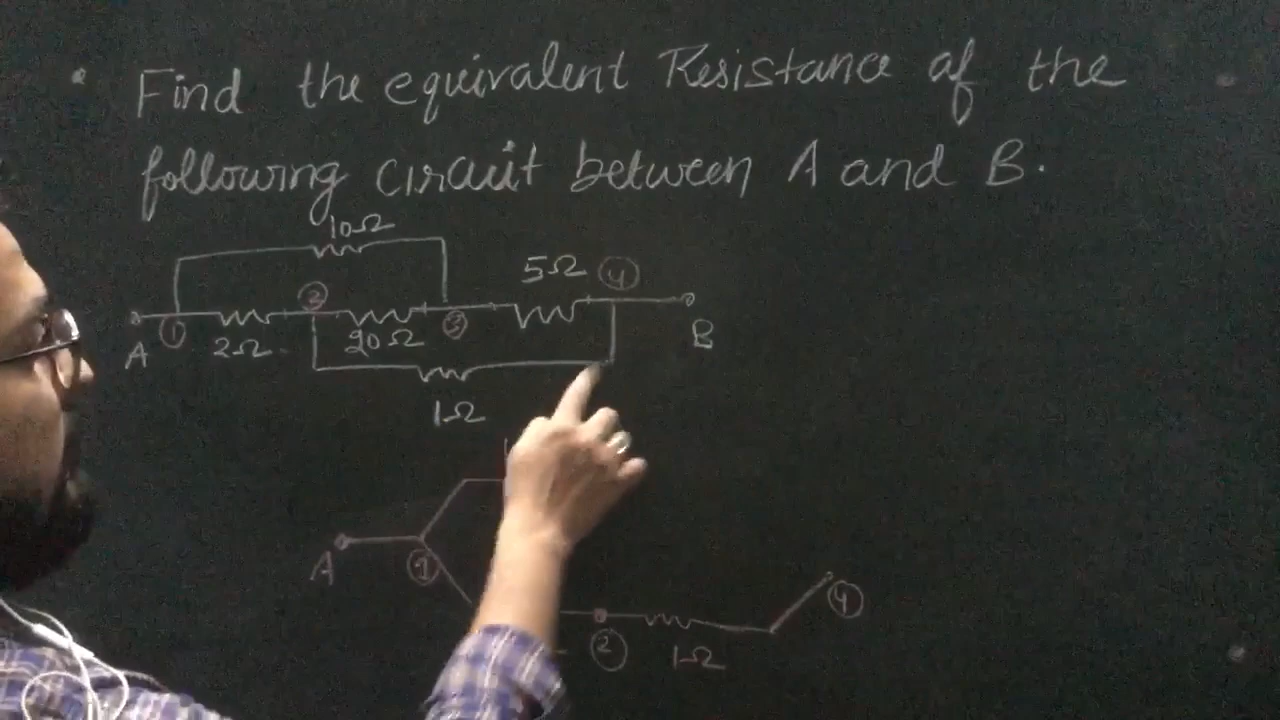 Find the equivalent Resistance of the
following circuit between A and B.
10Ω
5Ω ④
②
A ① 2Ω 20Ω ③ B
1Ω
A ① ④
② 1Ω